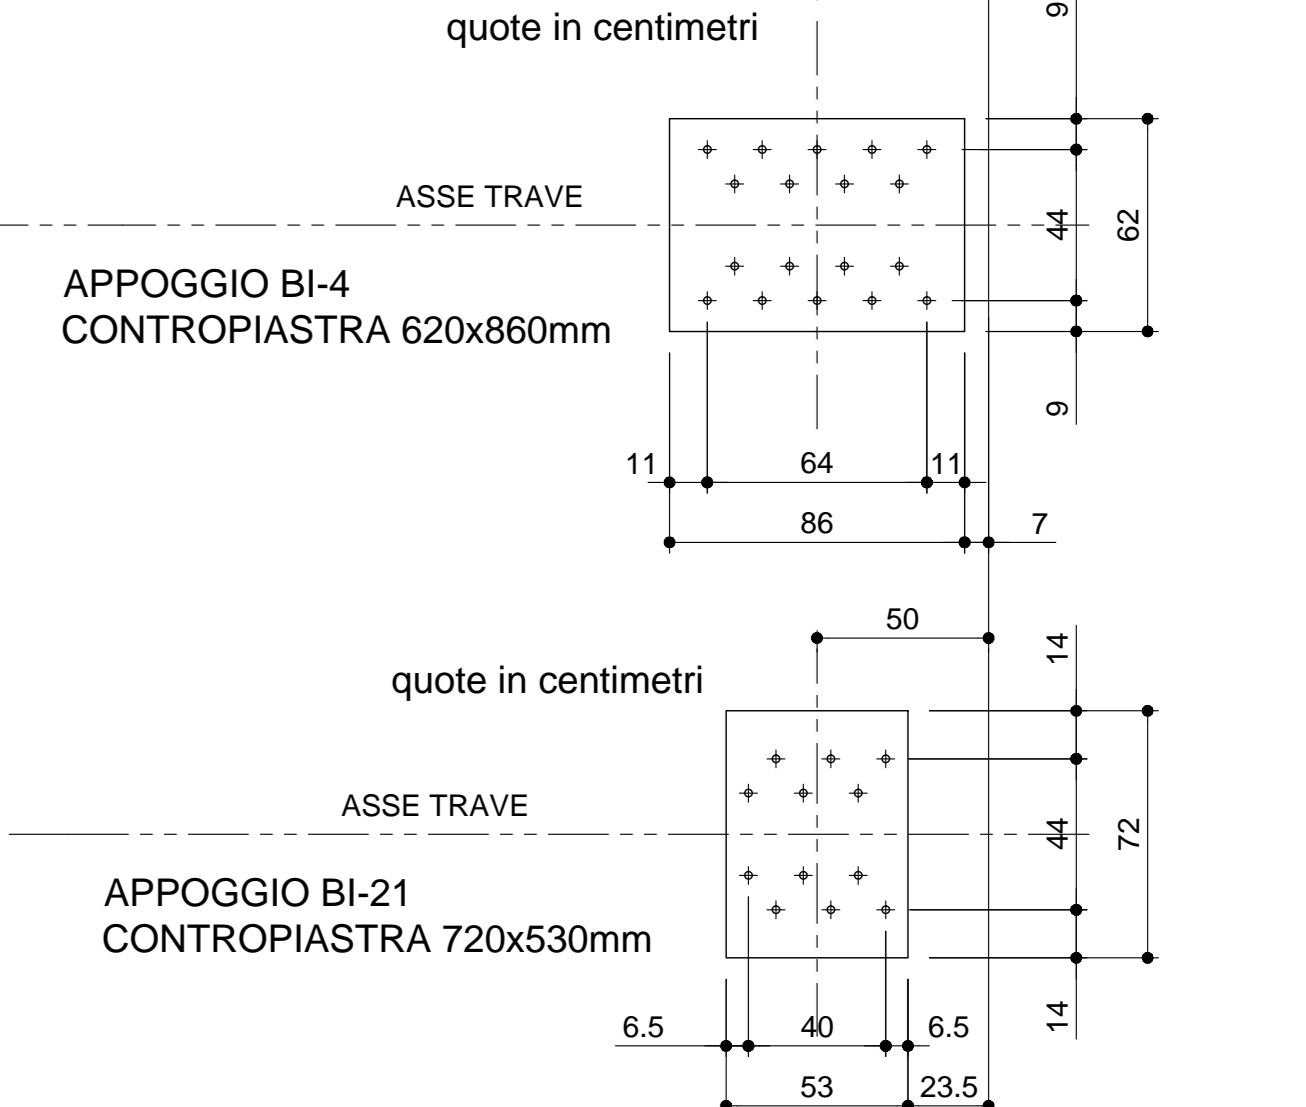 quote in centimetri
9
ASSE TRAVE
44
62
APPOGGIO BI-4
CONTROPIASTRA 620x860mm
9
11
64
11
86
7
50
14
quote in centimetri
ASSE TRAVE
44
72
APPOGGIO BI-21
CONTROPIASTRA 720x530mm
14
6.5
40
6.5
53
23.5